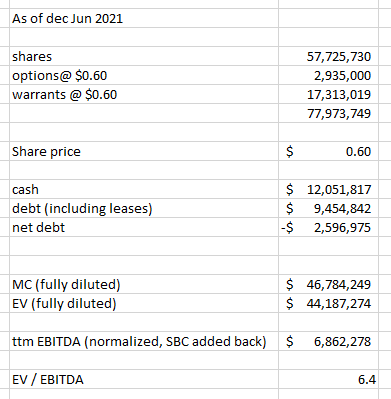 As of dec Jun 2021
shares 57,725,730
options@ $0.60 2,935,000
warrants @ $0.60 17,313,019
77,973,749
Share price $ 0.60
cash $ 12,051,817
debt (including leases) $ 9,454,842
net debt -$ 2,596,975
MC (fully diluted) $ 46,784,249
EV (fully diluted) $ 44,187,274
ttm EBITDA (normalized, SBC added back) $ 6,862,278
EV / EBITDA 6.4